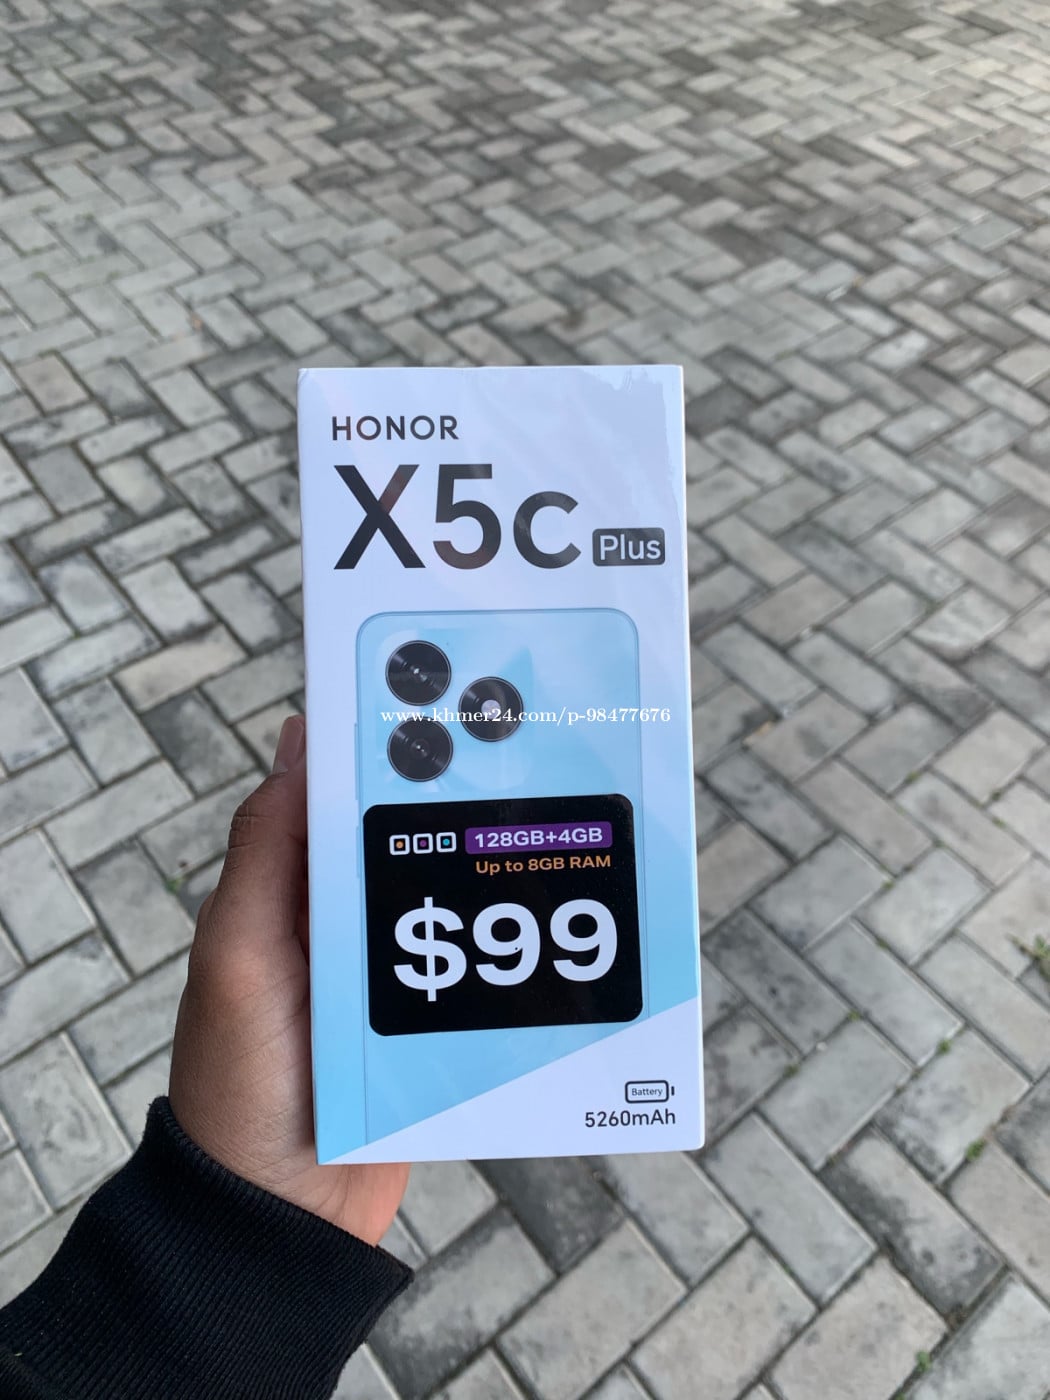 HONOR
X5c Plus
www.khmer24.com/p-98477676
128GB+4GB
Up to 8GB RAM
$99
Battery
5260mAh